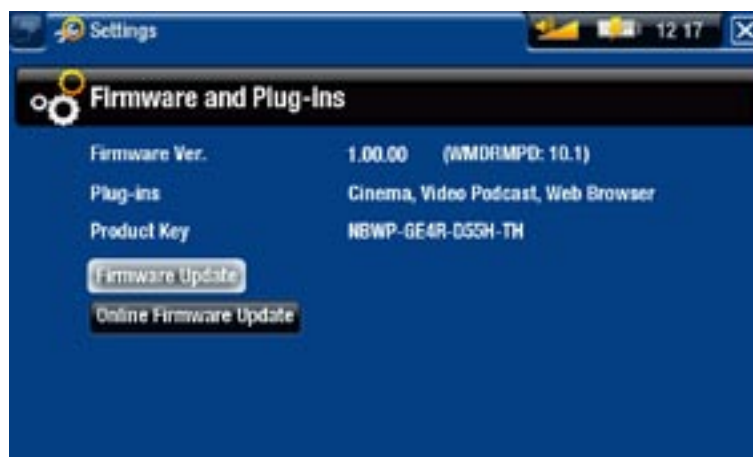 Settings
12 17
Firmware and Plug-Ins
Firmware Ver. 1.00.00 (WMDRMPD: 10.1)
Plug-ins Cinema, Video Podcast, Web Browser
Product Key NBWP-GE4R-D55H-TH
Firmware Update
Online Firmware Update